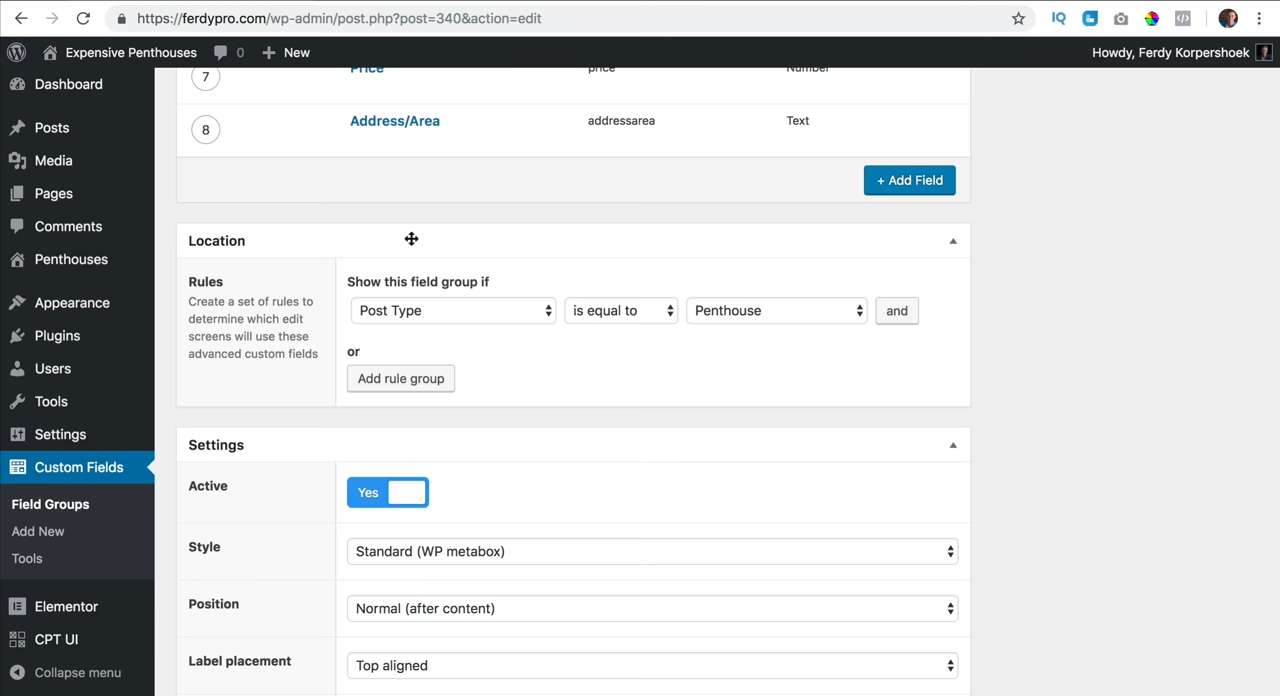 https://ferdypro.com/wp-admin/post.php?post=340&action=edit
IQ
Expensive Penthouses 0 New
Howdy, Ferdy Korpershoek
Dashboard
Posts
Media
Pages
Comments
Penthouses
Appearance
Plugins
Users
Tools
Settings
Custom Fields
Field Groups
Add New
Tools
Elementor
CPT UI
Collapse menu
7 Price price Number
8 Address/Area addressarea Text
+ Add Field
Location
Rules
Create a set of rules to
determine which edit
screens will use these
advanced custom fields
Show this field group if
Post Type is equal to Penthouse and
or
Add rule group
Settings
Active
Yes
Style
Standard (WP metabox)
Position
Normal (after content)
Label placement
Top aligned